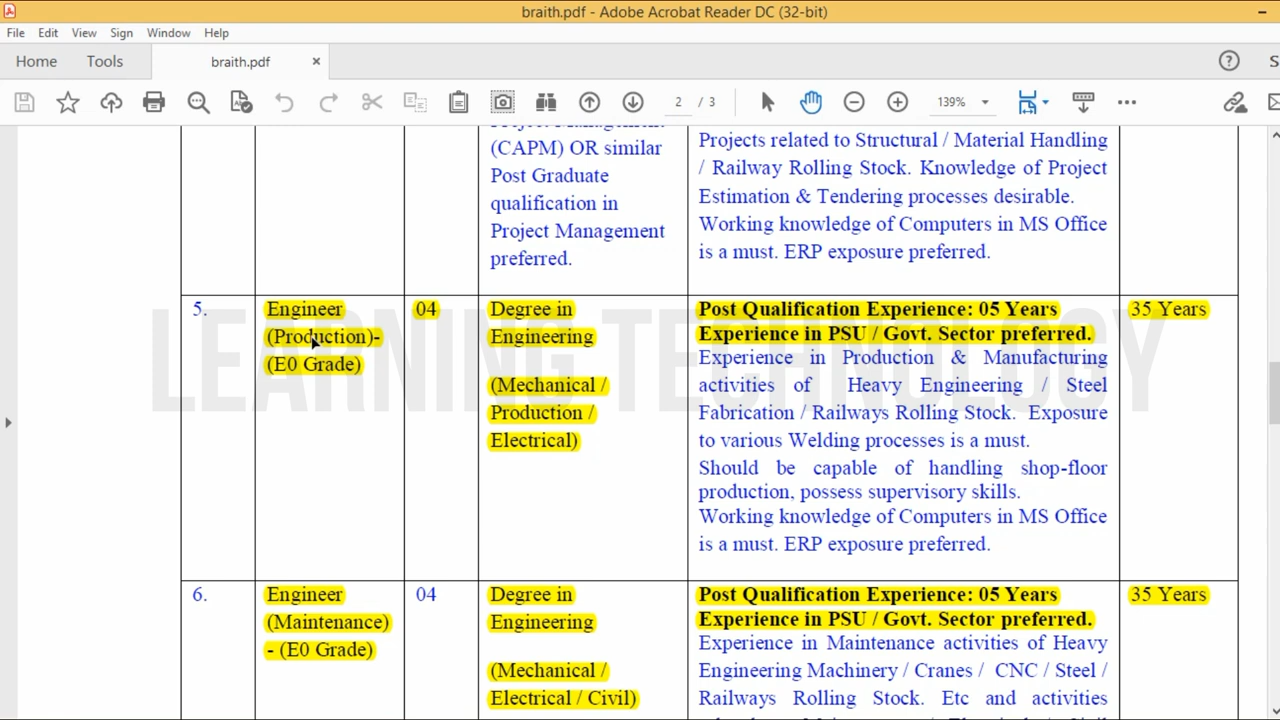 braith.pdf - Adobe Acrobat Reader DC (32-bit)
File Edit View Sign Window Help
Home Tools braith.pdf × ? S
2 / 3 139%
(CAPM) OR similar
Post Graduate
qualification in
Project Management
preferred.
Projects related to Structural / Material Handling
/ Railway Rolling Stock. Knowledge of Project
Estimation & Tendering processes desirable.
Working knowledge of Computers in MS Office
is a must. ERP exposure preferred.
5.
Engineer
(Production)-
(E0 Grade)
04
Degree in
Engineering
(Mechanical /
Production /
Electrical)
Post Qualification Experience: 05 Years
Experience in PSU / Govt. Sector preferred.
Experience in Production & Manufacturing
activities of Heavy Engineering / Steel
Fabrication / Railways Rolling Stock. Exposure
to various Welding processes is a must.
Should be capable of handling shop-floor
production, possess supervisory skills.
Working knowledge of Computers in MS Office
is a must. ERP exposure preferred.
35 Years
LEARNING TECHNOLOGY
6.
Engineer
(Maintenance)
- (E0 Grade)
04
Degree in
Engineering
(Mechanical /
Electrical / Civil)
Post Qualification Experience: 05 Years
Experience in PSU / Govt. Sector preferred.
Experience in Maintenance activities of Heavy
Engineering Machinery / Cranes / CNC / Steel /
Railways Rolling Stock. Etc and activities
35 Years